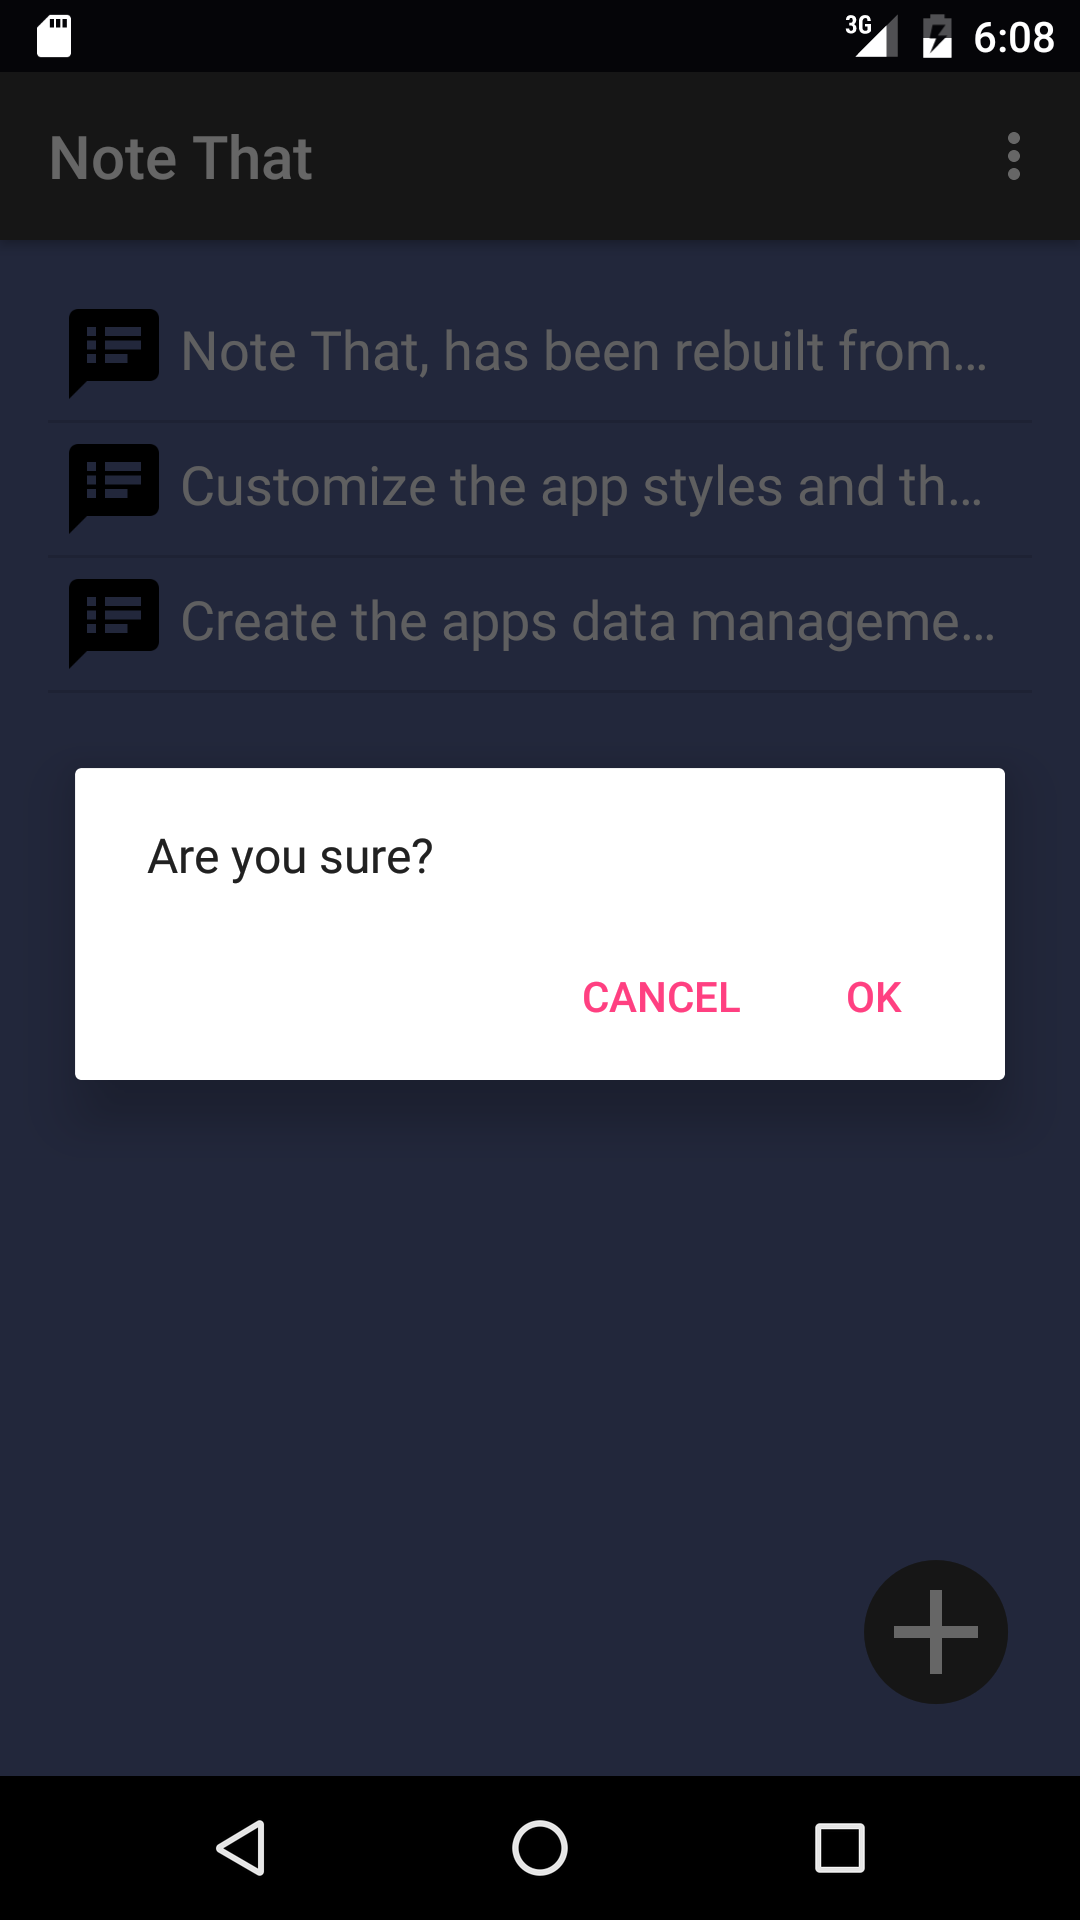 3G 6:08
Note That
Note That, has been rebuilt from…
Customize the app styles and th…
Create the apps data manageme…
Are you sure?
CANCEL OK